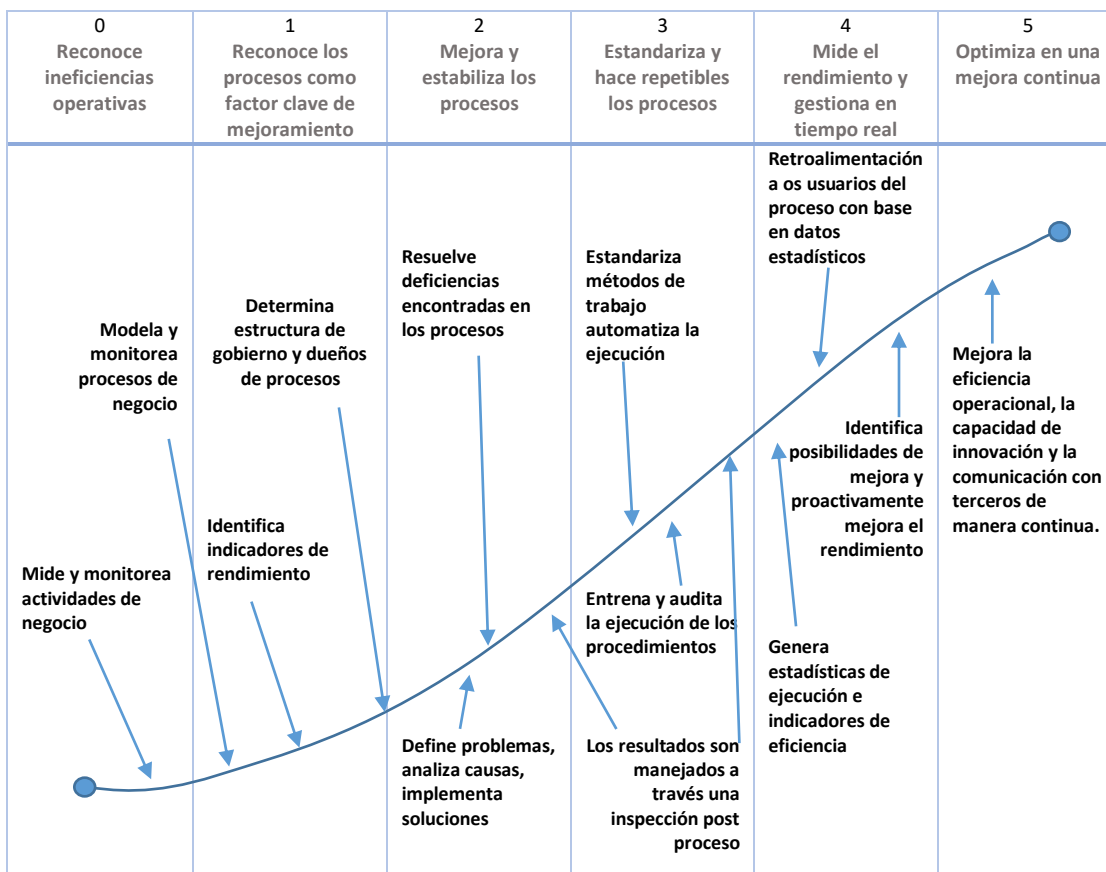 0
Reconoce
ineficiencias
operativas
1
Reconoce los
procesos como
factor clave de
mejoramiento
2
Mejora y
estabiliza los
procesos
3
Estandariza y
hace repetibles
los procesos
4
Mide el
rendimiento y
gestiona en
tiempo real
5
Optimiza en una
mejora continua
Mide y monitorea
actividades de
negocio
Modela y
monitorea
procesos de
negocio
Identifica
indicadores de
rendimiento
Determina
estructura de
gobierno y dueños
de procesos
Resuelve
deficiencias
encontradas en
los procesos
Define problemas,
analiza causas,
implementa
soluciones
Estandariza
métodos de
trabajo
automatiza la
ejecución
Entrena y audita
la ejecución de los
procedimientos
Los resultados son
manejados a
través una
inspección post
proceso
Retroalimentación
a os usuarios del
proceso con base
en datos
estadísticos
Identifica
posibilidades de
mejora y
proactivamente
mejora el
rendimiento
Genera
estadísticas de
ejecución e
indicadores de
eficiencia
Mejora la
eficiencia
operacional, la
capacidad de
innovación y la
comunicación con
terceros de
manera continua.